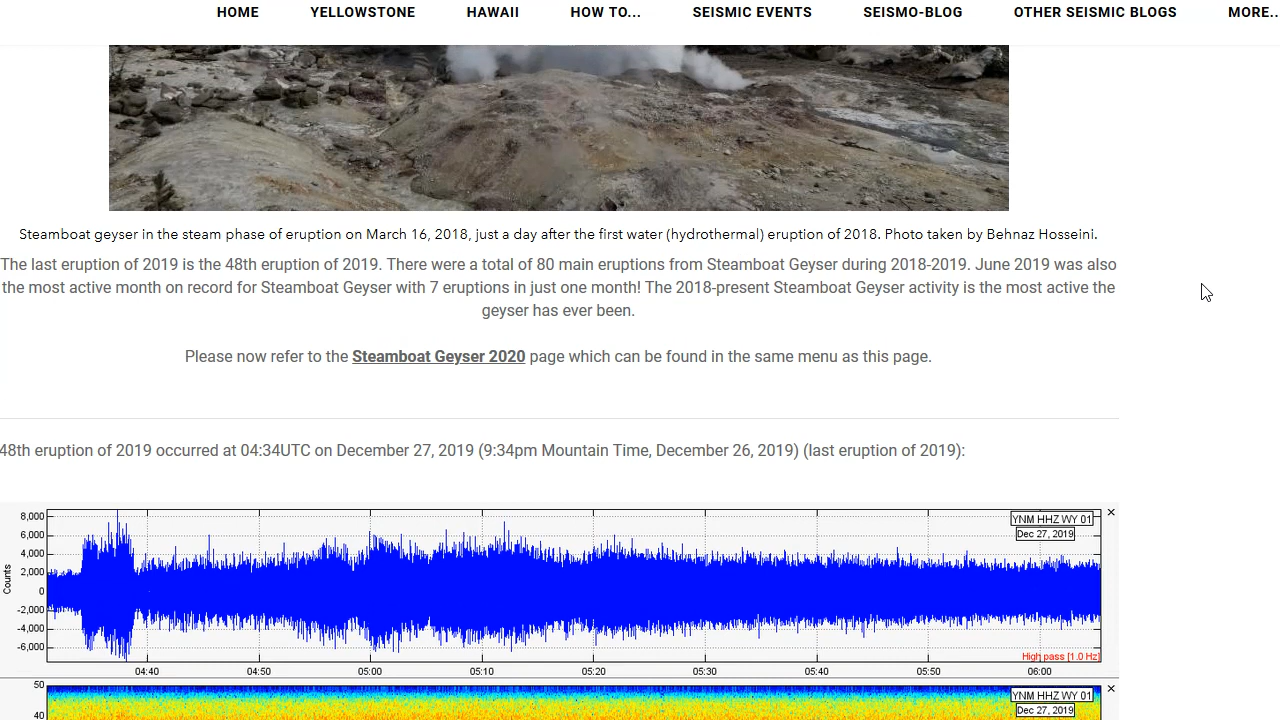 HOME YELLOWSTONE HAWAII HOW TO... SEISMIC EVENTS SEISMO-BLOG OTHER SEISMIC BLOGS MORE..
Steamboat geyser in the steam phase of eruption on March 16, 2018, just a day after the first water (hydrothermal) eruption of 2018. Photo taken by Behnaz Hosseini.
The last eruption of 2019 is the 48th eruption of 2019. There were a total of 80 main eruptions from Steamboat Geyser during 2018-2019. June 2019 was also
the most active month on record for Steamboat Geyser with 7 eruptions in just one month! The 2018-present Steamboat Geyser activity is the most active the
geyser has ever been.
Please now refer to the Steamboat Geyser 2020 page which can be found in the same menu as this page.
48th eruption of 2019 occurred at 04:34UTC on December 27, 2019 (9:34pm Mountain Time, December 26, 2019) (last eruption of 2019):
YNM HHZ WY 01
Dec 27, 2019
8,000
6,000
4,000
2,000
0
-2,000
-4,000
-6,000
Counts
High pass [1.0 Hz]
04:40 04:50 05:00 05:10 05:20 05:30 05:40 05:50 06:00
50
YNM HHZ WY 01
Dec 27, 2019
40